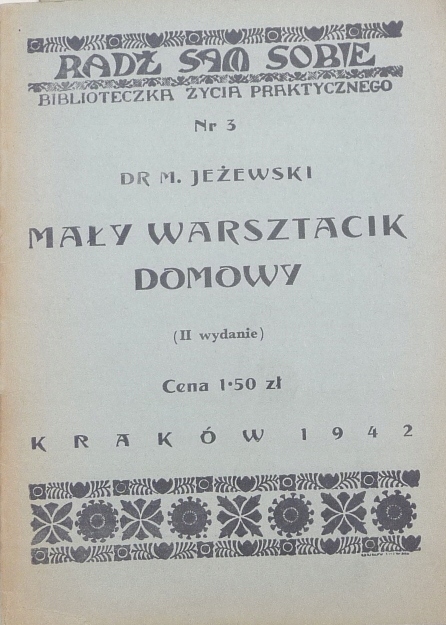 RADŹ SAM SOBIE
BIBLIOTECZKA ŻYCIA PRAKTYCZNEGO
Nr 3
DR M. JEŻEWSKI
MAŁY WARSZTACIK
DOMOWY
(II wydanie)
Cena 1·50 zł
KRAKÓW 1942